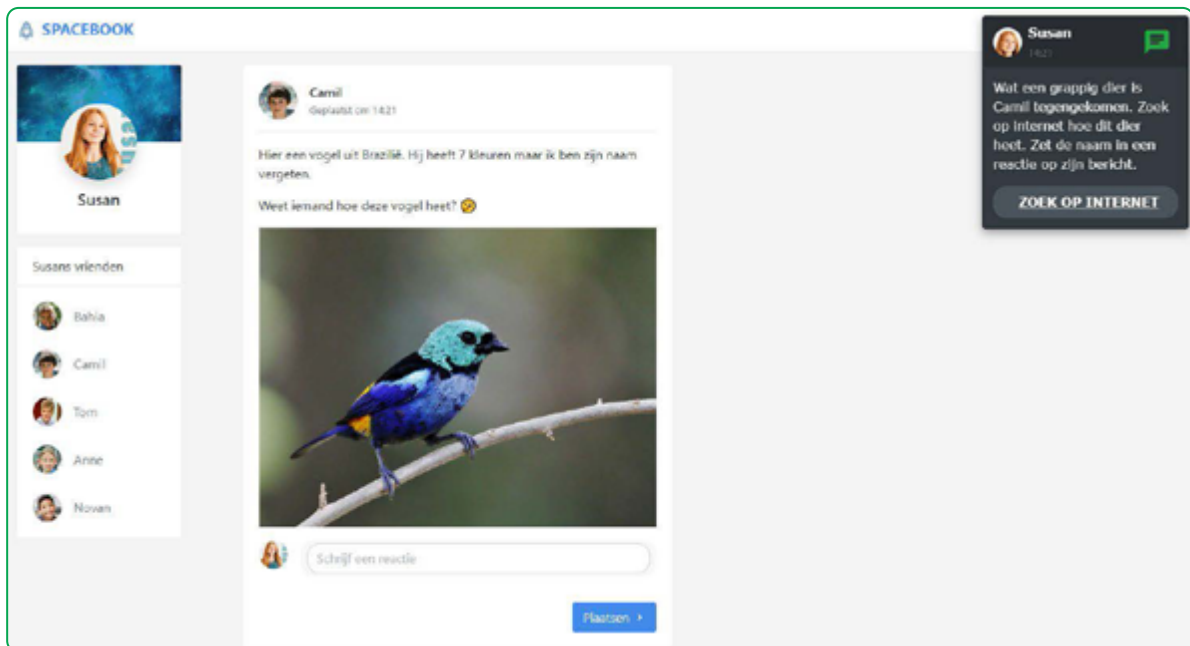 SPACEBOOK
Susan
Susans vrienden
Bahia
Camil
Tom
Anne
Novan
Camil
Geplaatst om 14:21
Hier een vogel uit Brazilië. Hij heeft 7 kleuren maar ik ben zijn naam
vergeten.
Weet iemand hoe deze vogel heet?
Schrijf een reactie
Plaatsen
Susan
14:21
Wat een grappig dier is
Camil tegengekomen. Zoek
op Internet hoe dit dier
heet. Zet de naam in een
reactie op zijn bericht.
ZOEK OP INTERNET